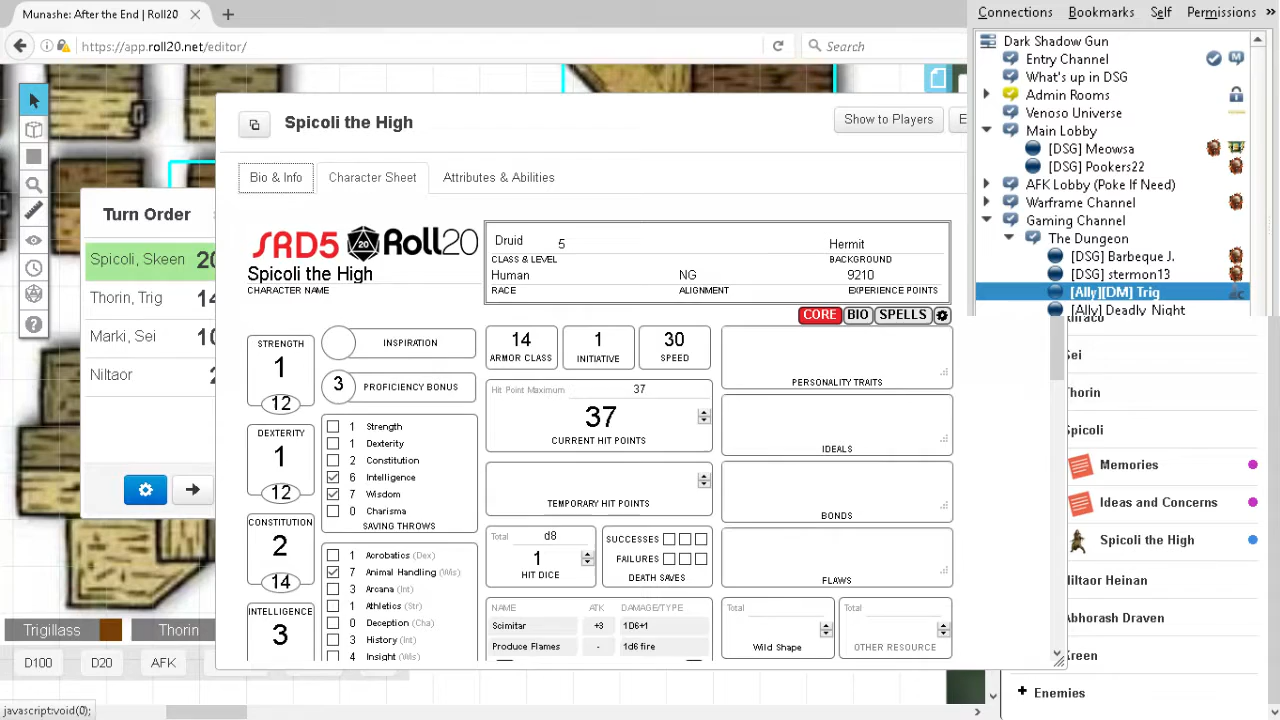 Munashe: After the End | Roll20
https://app.roll20.net/editor/
Search
Connections Bookmarks Self Permissions »
Dark Shadow Gun
Entry Channel
What's up in DSG
Admin Rooms
Venoso Universe
Main Lobby
[DSG] Meowsa
[DSG] Pookers22
AFK Lobby (Poke If Need)
Warframe Channel
Gaming Channel
The Dungeon
[DSG] Barbeque J.
[DSG] stermon13
[Ally][DM] Trig
[Ally] Deadly Night
Sei
Thorin
Spicoli
Memories
Ideas and Concerns
Spicoli the High
Niltaor Heinan
Abhorash Draven
Kreen
Enemies
Turn Order
Spicoli, Skeen 20
Thorin, Trig 14
Marki, Sei 10
Niltaor 2
Trigillass
Thorin
D100 D20 AFK
javascript:void(0);
Spicoli the High
Show to Players
E
Bio & Info
Character Sheet
Attributes & Abilities
SRD5 20 Roll20
Spicoli the High
CHARACTER NAME
Druid 5 Hermit
CLASS & LEVEL BACKGROUND
Human NG 9210
RACE ALIGNMENT EXPERIENCE POINTS
CORE BIO SPELLS
STRENGTH
1
12
DEXTERITY
1
12
CONSTITUTION
2
14
INTELLIGENCE
3
INSPIRATION
3 PROFICIENCY BONUS
1 Strength
1 Dexterity
2 Constitution
6 Intelligence
7 Wisdom
0 Charisma
SAVING THROWS
1 Acrobatics (Dex)
7 Animal Handling (Wis)
3 Arcana (Int)
1 Athletics (Str)
0 Deception (Cha)
3 History (Int)
4 Insight (Wis)
14
ARMOR CLASS
1
INITIATIVE
30
SPEED
Hit Point Maximum 37
37
CURRENT HIT POINTS
TEMPORARY HIT POINTS
Total d8
1
HIT DICE
SUCCESSES
FAILURES
DEATH SAVES
NAME ATK DAMAGE/TYPE
Scimitar +3 1D6+1
Produce Flames - 1d6 fire
PERSONALITY TRAITS
IDEALS
BONDS
FLAWS
Total
Wild Shape
Total
OTHER RESOURCE